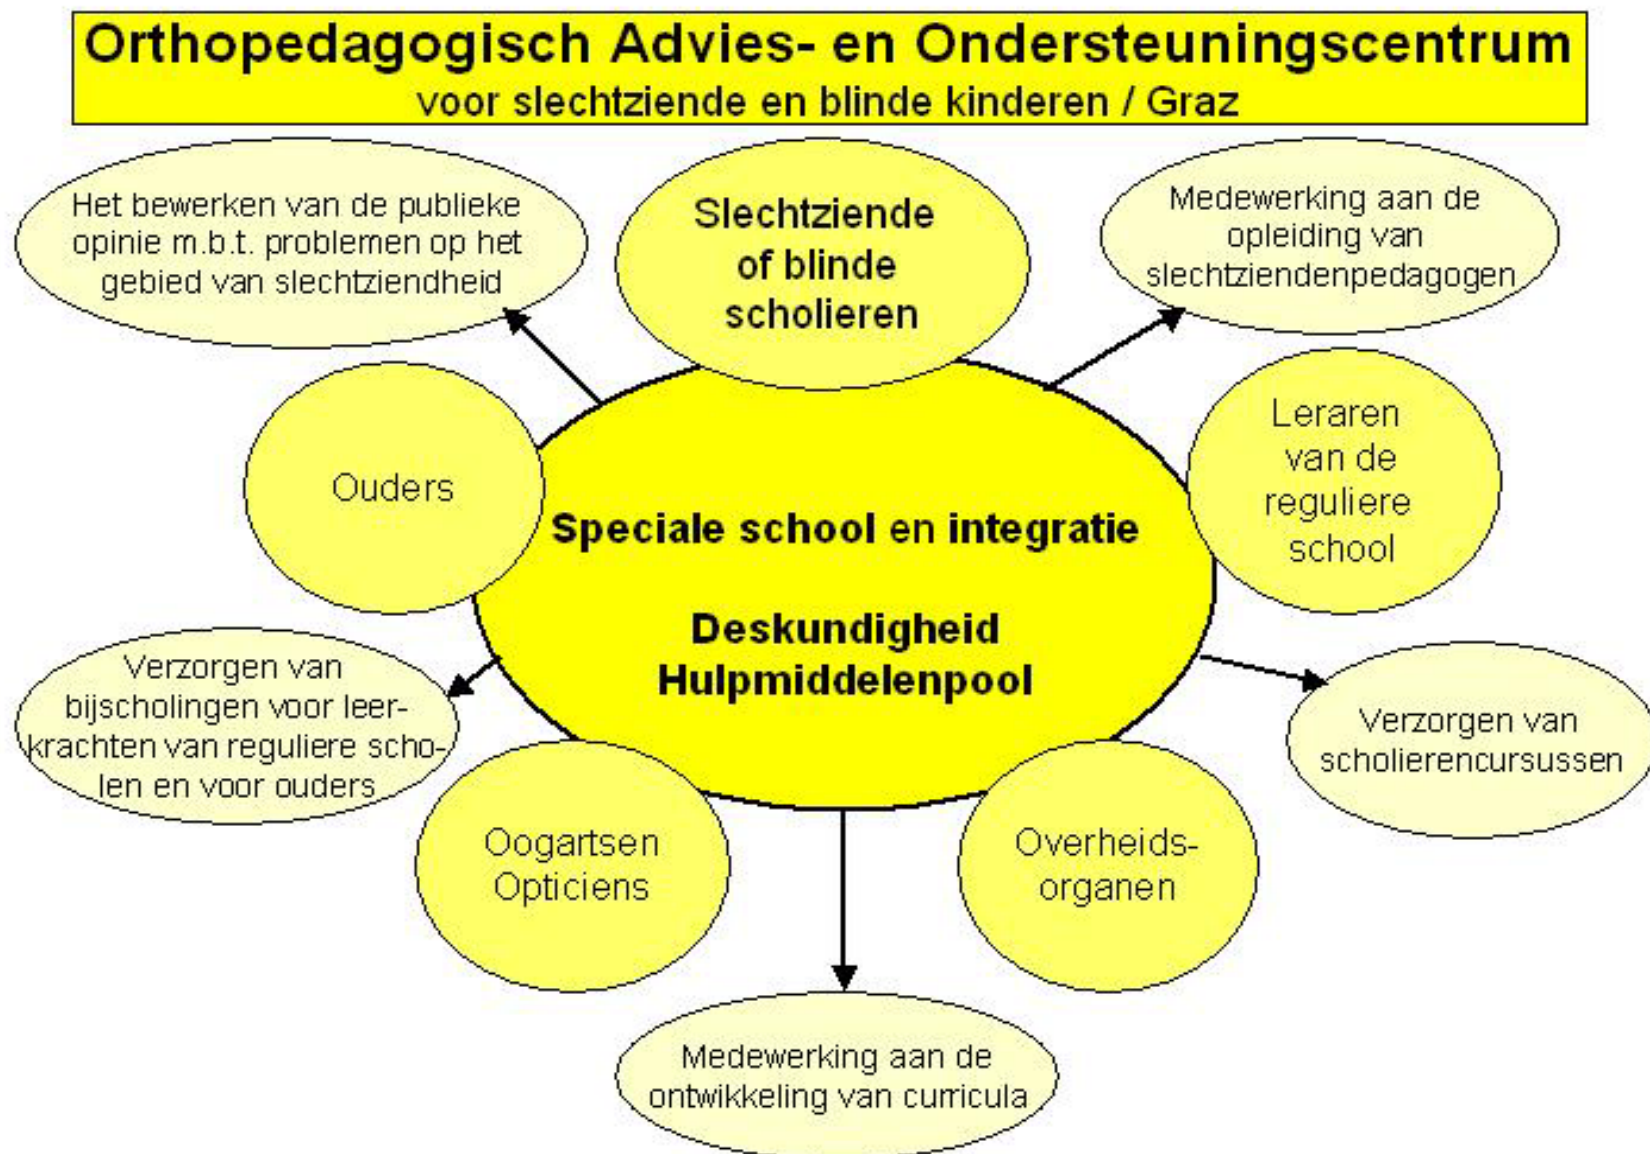 Orthopedagogisch Advies- en Ondersteuningscentrum
voor slechtziende en blinde kinderen / Graz
Het bewerken van de publieke
opinie m.b.t. problemen op het
gebied van slechtziendheid
Slechtziende
of blinde
scholieren
Medewerking aan de
opleiding van
slechtziendenpedagogen
Ouders
Leraren
van de
reguliere
school
Speciale school en integratie
Deskundigheid
Hulpmiddelenpool
Verzorgen van
bijscholingen voor leer-
krachten van reguliere scho-
len en voor ouders
Verzorgen van
scholierencursussen
Oogartsen
Opticiens
Overheids-
organen
Medewerking aan de
ontwikkeling van curricula